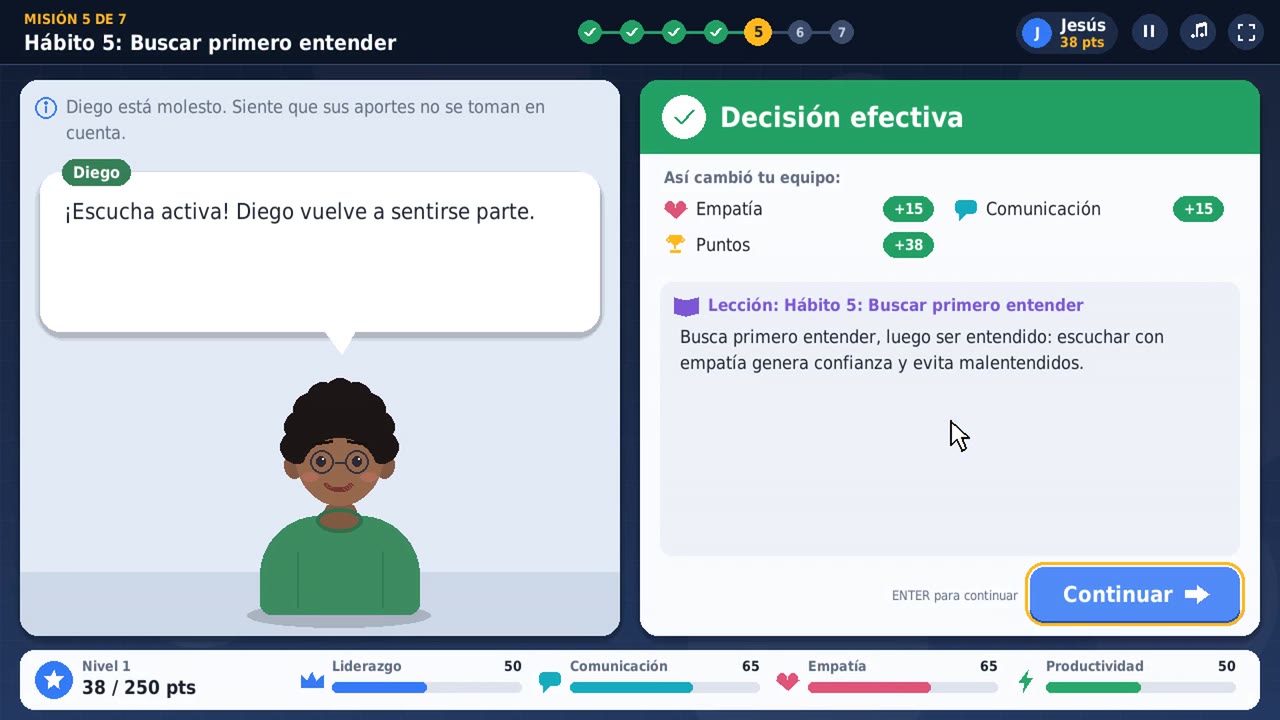 MISIÓN 5 DE 7
Hábito 5: Buscar primero entender
5
6
7
J
Jesús
38 pts
Diego está molesto. Siente que sus aportes no se toman en
cuenta.
Diego
¡Escucha activa! Diego vuelve a sentirse parte.
Decisión efectiva
Así cambió tu equipo:
Empatía
+15
Comunicación
+15
Puntos
+38
Lección: Hábito 5: Buscar primero entender
Busca primero entender, luego ser entendido: escuchar con
empatía genera confianza y evita malentendidos.
ENTER para continuar
Continuar
Nivel 1
38 / 250 pts
Liderazgo
50
Comunicación
65
Empatía
65
Productividad
50